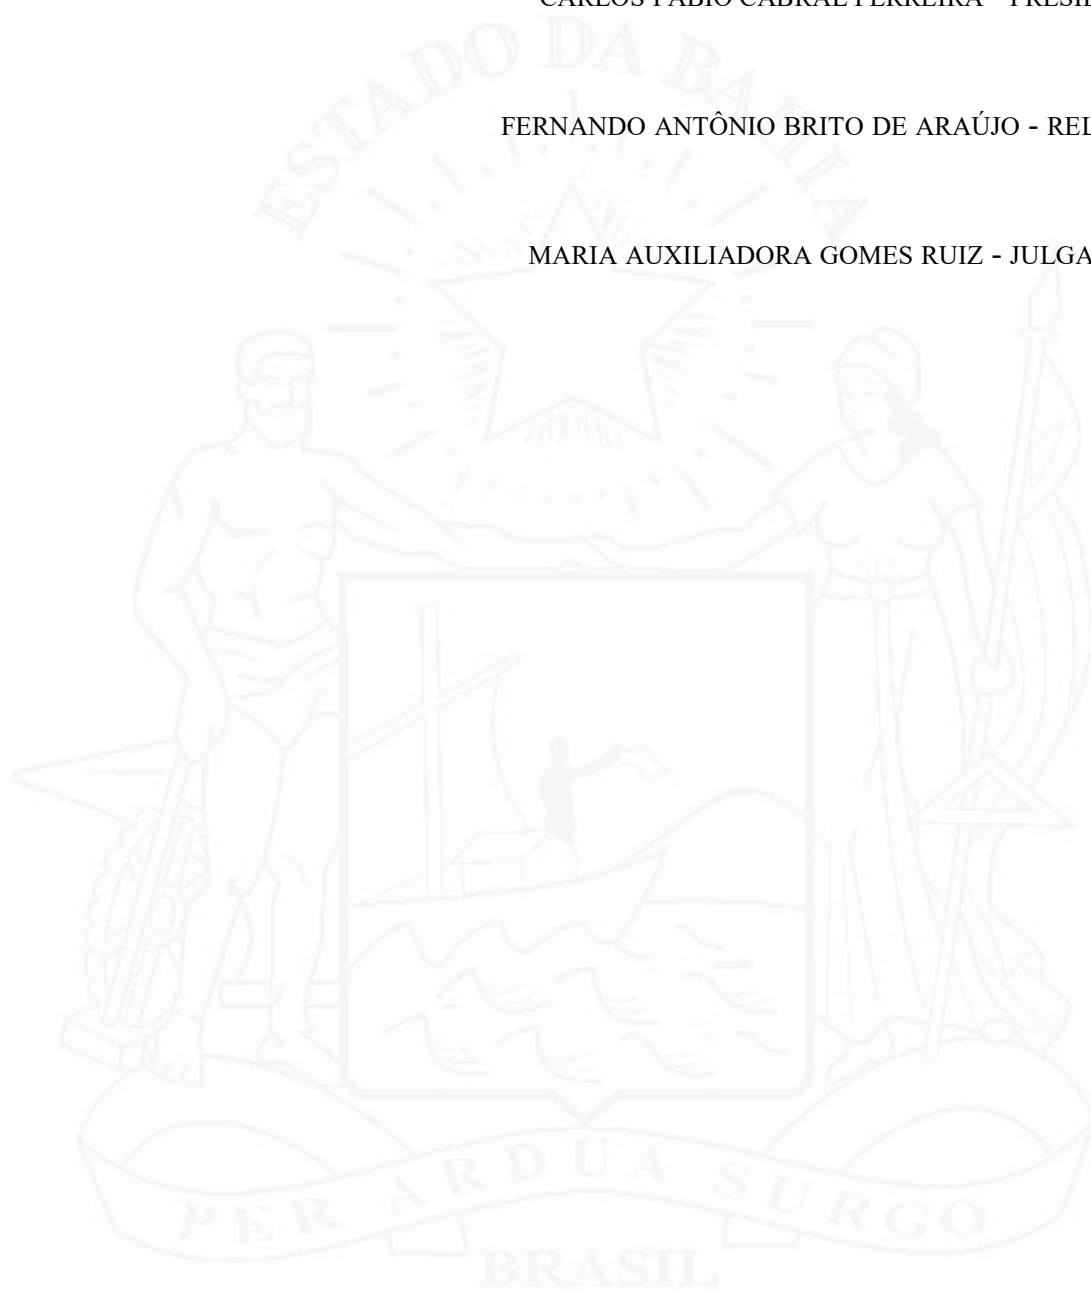 CARLOS FÁBIO CABRAL FERREIRA - PRESI
FERNANDO ANTÔNIO BRITO DE ARAÚJO - REL
MARIA AUXILIADORA GOMES RUIZ - JULGA
ESTADO DA BAHIA
PER ARDUA SURGO
BRASIL